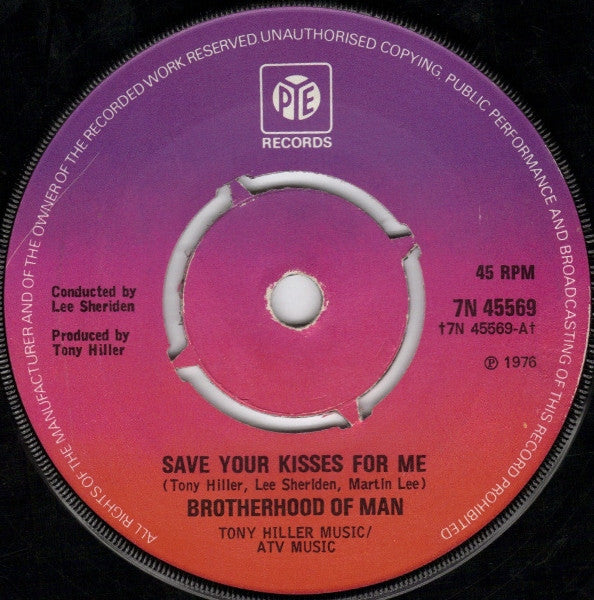 ALL RIGHTS OF THE MANUFACTURER AND OF THE OWNER OF THE RECORDED WORK RESERVED. UNAUTHORISED COPYING, PUBLIC PERFORMANCE AND BROADCASTING OF THIS RECORD PROHIBITED
PYE
RECORDS
45 RPM
7N 45569
†7N 45569-A†
℗ 1976
Conducted by
Lee Sheriden
Produced by
Tony Hiller
SAVE YOUR KISSES FOR ME
(Tony Hiller, Lee Sheriden, Martin Lee)
BROTHERHOOD OF MAN
TONY HILLER MUSIC/
ATV MUSIC